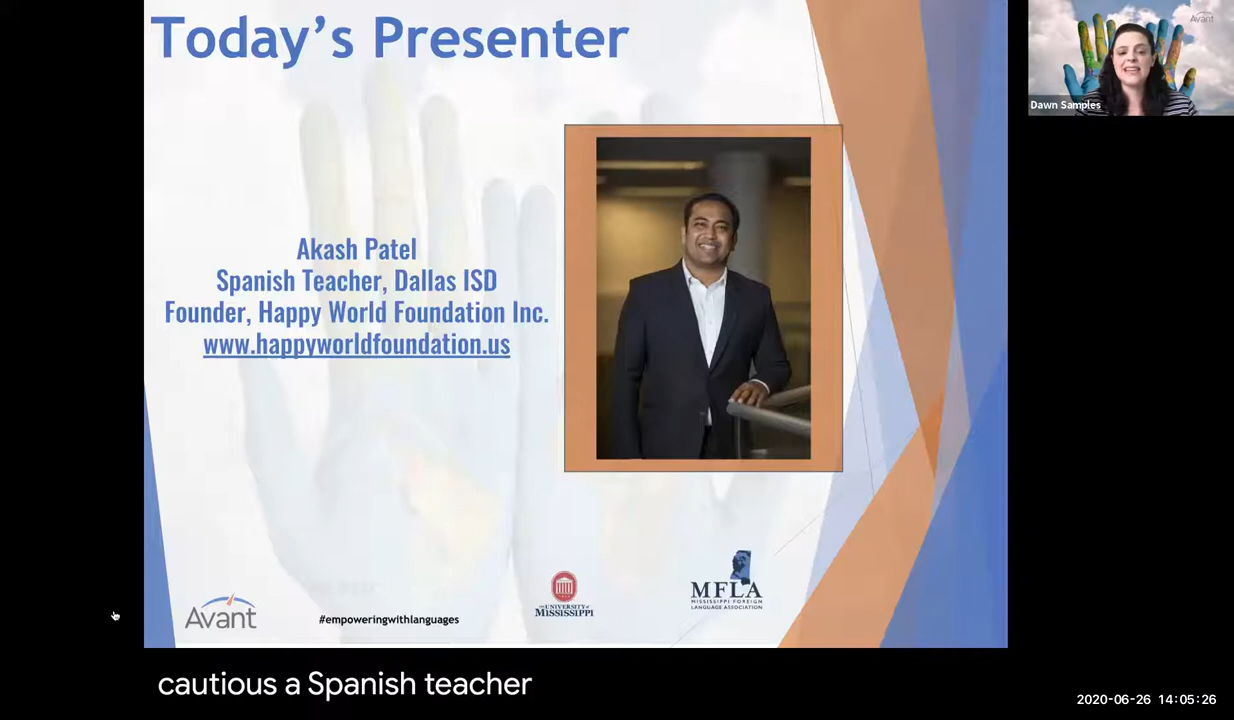 Today's Presenter
Avant
Dawn Samples
Akash Patel
Spanish Teacher, Dallas ISD
Founder, Happy World Foundation Inc.
www.happyworldfoundation.us
Avant
#empoweringwithlanguages
THE UNIVERSITY of
MISSISSIPPI
MFLA
MISSISSIPPI FOREIGN
LANGUAGE ASSOCIATION
cautious a Spanish teacher
2020-06-26 14:05:26